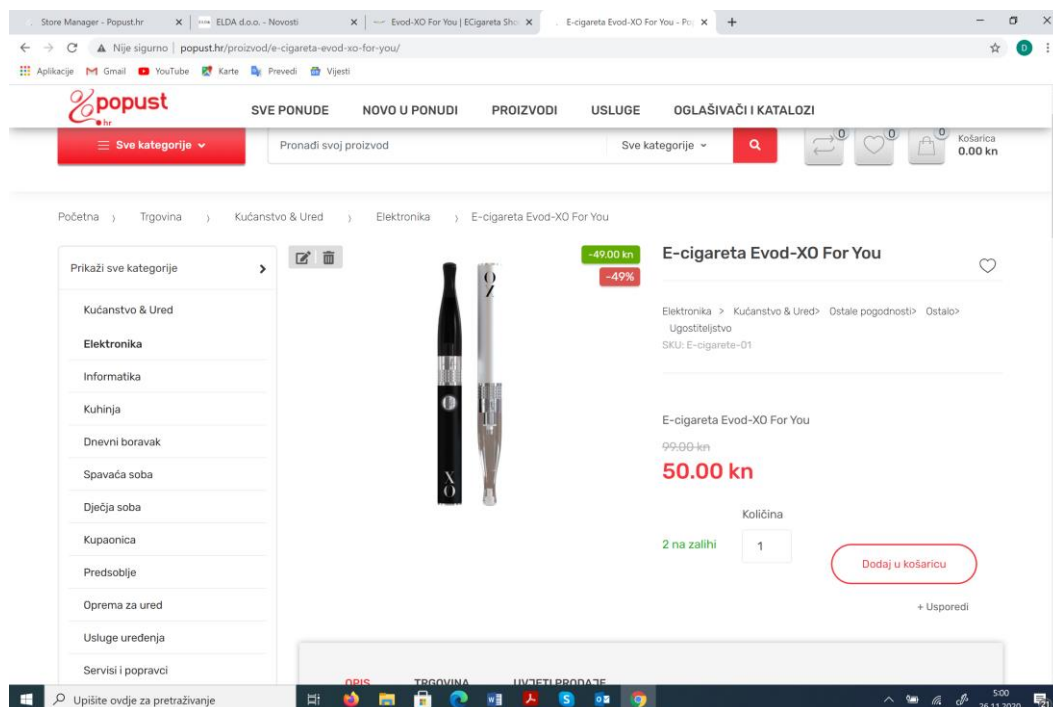 Store Manager - Popust.hr
ELDA d.o.o. - Novosti
Evod-XO For You | ECigareta Sho
E-cigareta Evod-XO For You - Po
Nije sigurno | popust.hr/proizvod/e-cigareta-evod-xo-for-you/
D
Aplikacije Gmail YouTube Karte Prevedi Vijesti
popust
hr
SVE PONUDE NOVO U PONUDI PROIZVODI USLUGE OGLAŠIVAČI I KATALOZI
Sve kategorije
Pronađi svoj proizvod
Sve kategorije
0 0 0
Košarica
0.00 kn
Početna Trgovina Kućanstvo & Ured Elektronika E-cigareta Evod-XO For You
Prikaži sve kategorije
Kućanstvo & Ured
Elektronika
Informatika
Kuhinja
Dnevni boravak
Spavaća soba
Dječja soba
Kupaonica
Predsoblje
Oprema za ured
Usluge uređenja
Servisi i popravci
-49.00 kn
-49%
XO
XO
E-cigareta Evod-XO For You
Elektronika > Kućanstvo & Ured> Ostale pogodnosti> Ostalo>
Ugostiteljstvo
SKU: E-cigarete-01
E-cigareta Evod-XO For You
99.00 kn
50.00 kn
Količina
2 na zalihi
1
Dodaj u košaricu
+ Usporedi
OPIS TRGOVINA UVJETI PRODAJE
Upišite ovdje za pretraživanje
5:00
26.11.2020
21